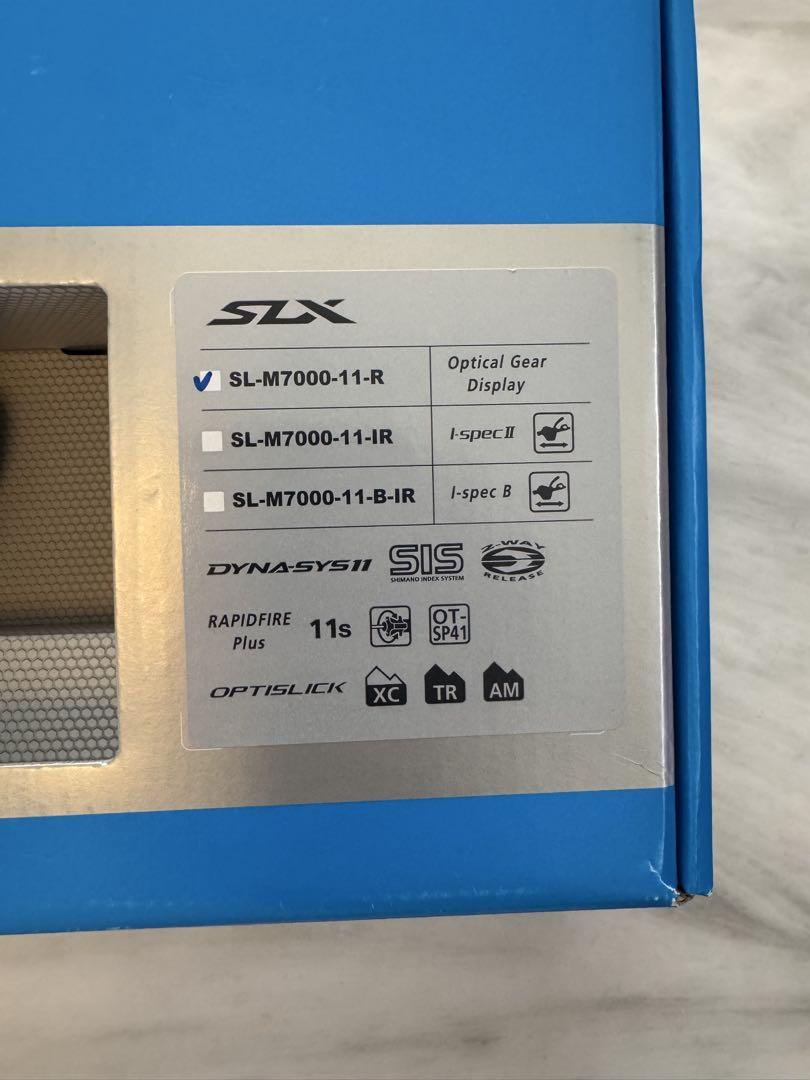 SLX
SL-M7000-11-R
Optical Gear
Display
SL-M7000-11-IR
I-spec II
SL-M7000-11-B-IR
I-spec B
DYNA-SYS11
SIS
SHIMANO INDEX SYSTEM
2-WAY
RELEASE
RAPIDFIRE
Plus
11s
OT-
SP41
OPTISLICK
XC
TR
AM